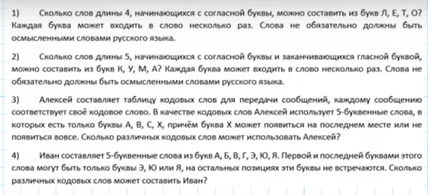 1) Сколько слов длины 4, начинающихся с согласной буквы, можно составить из букв Л, Е, Т, О?
Каждая буква может входить в слово несколько раз. Слова не обязательно должны быть
осмысленными словами русского языка.
2) Сколько слов длины 5, начинающихся с согласной буквы и заканчивающихся гласной буквой,
можно составить из букв К, У, М, А? Каждая буква может входить в слово несколько раз. Слова не
обязательно должны быть осмысленными словами русского языка.
3) Алексей составляет таблицу кодовых слов для передачи сообщений, каждому сообщению
соответствует своё кодовое слово. В качестве кодовых слов Алексей использует 5-буквенные слова, в
которых есть только буквы A, B, C, X, причём буква X может появиться на последнем месте или не
появиться вовсе. Сколько различных кодовых слов может использовать Алексей?
4) Иван составляет 5-буквенные слова из букв А, Б, В, Г, Э, Ю, Я. Первой и последней буквами этого
слова могут быть только буквы Э, Ю или Я, на остальных позициях эти буквы не встречаются. Сколько
различных кодовых слов может составить Иван?